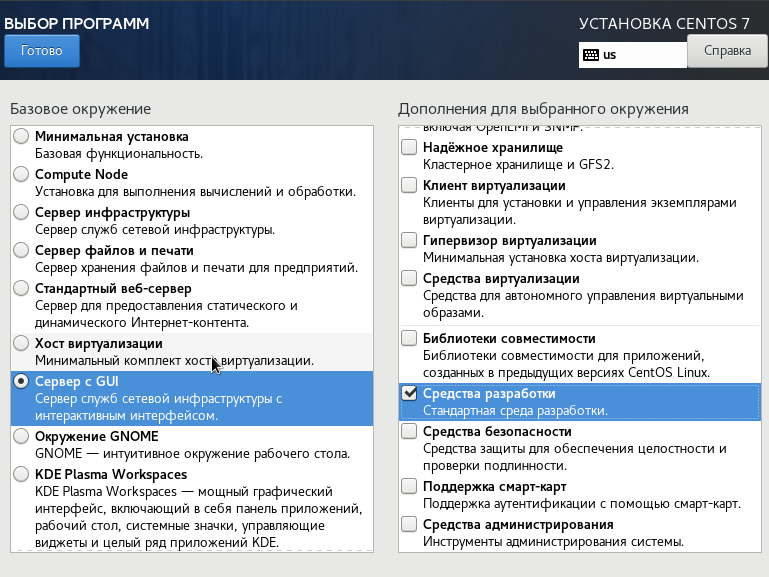 ВЫБОР ПРОГРАММ
УСТАНОВКА CENTOS 7
Готово
us
Справка
Базовое окружение
Минимальная установка
Базовая функциональность.
Compute Node
Установка для выполнения вычислений и обработки.
Сервер инфраструктуры
Сервер служб сетевой инфраструктуры.
Сервер файлов и печати
Сервер хранения файлов и печати для предприятий.
Стандартный веб-сервер
Сервер для предоставления статического и
динамического Интернет-контента.
Хост виртуализации
Минимальный комплект хоста виртуализации.
Сервер с GUI
Сервер служб сетевой инфраструктуры с
интерактивным интерфейсом.
Окружение GNOME
GNOME — интуитивное окружение рабочего стола.
KDE Plasma Workspaces
KDE Plasma Workspaces — мощный графический
интерфейс, включающий в себя панель приложений,
рабочий стол, системные значки, управляющие
виджеты и целый ряд приложений KDE.
Дополнения для выбранного окружения
включая OpenLMI и SNMP.
Надёжное хранилище
Кластерное хранилище и GFS2.
Клиент виртуализации
Клиенты для установки и управления экземплярами
виртуализации.
Гипервизор виртуализации
Минимальная установка хоста виртуализации.
Средства виртуализации
Средства для автономного управления виртуальными
образами.
Библиотеки совместимости
Библиотеки совместимости для приложений,
созданных в предыдущих версиях CentOS Linux.
Средства разработки
Стандартная среда разработки.
Средства безопасности
Средства защиты для обеспечения целостности и
проверки подлинности.
Поддержка смарт-карт
Поддержка аутентификации с помощью смарт-карт.
Средства администрирования
Инструменты администрирования системы.